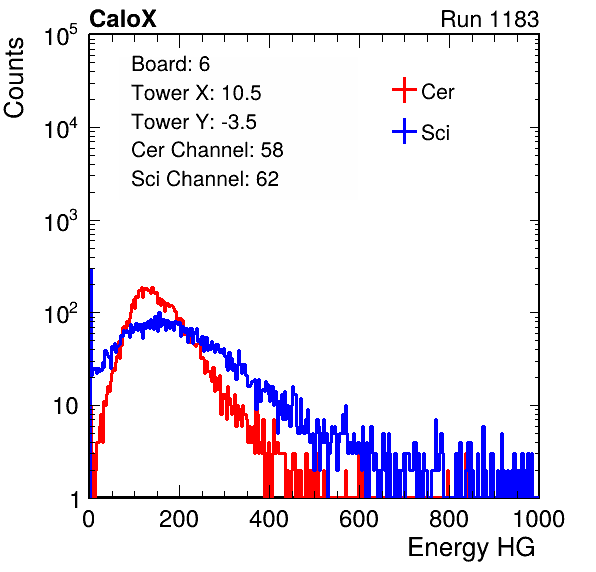 CaloX Run 1183
Board: 6
Tower X: 10.5
Tower Y: -3.5
Cer Channel: 58
Sci Channel: 62
Cer
Sci
Counts
10^5
10^4
10^3
10^2
10
1
0 200 400 600 800 1000
Energy HG